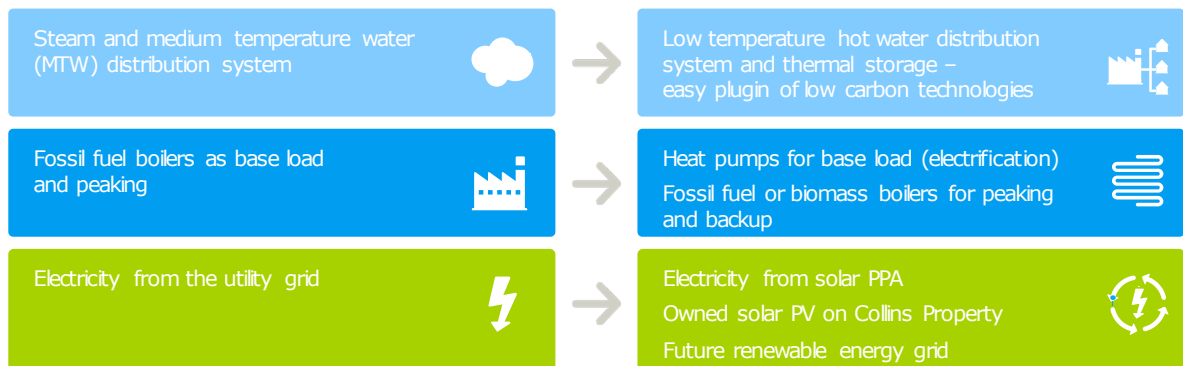 Steam and medium temperature water
(MTW) distribution system
Low temperature hot water distribution
system and thermal storage –
easy plugin of low carbon technologies
Fossil fuel boilers as base load
and peaking
Heat pumps for base load (electrification)
Fossil fuel or biomass boilers for peaking
and backup
Electricity from the utility grid
Electricity from solar PPA
Owned solar PV on Collins Property
Future renewable energy grid